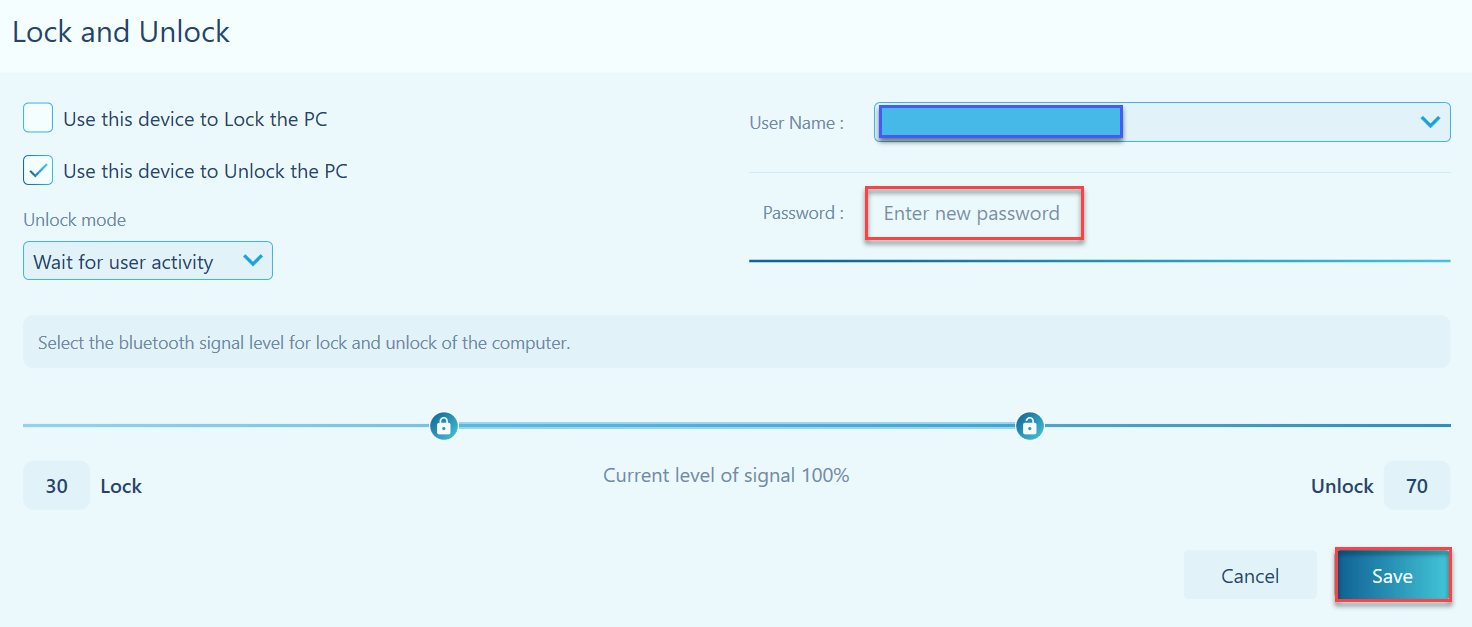 Lock and Unlock
Use this device to Lock the PC
Use this device to Unlock the PC
Unlock mode
Wait for user activity
User Name :
Password :
Enter new password
Select the bluetooth signal level for lock and unlock of the computer.
30 Lock
Current level of signal 100%
Unlock 70
Cancel
Save